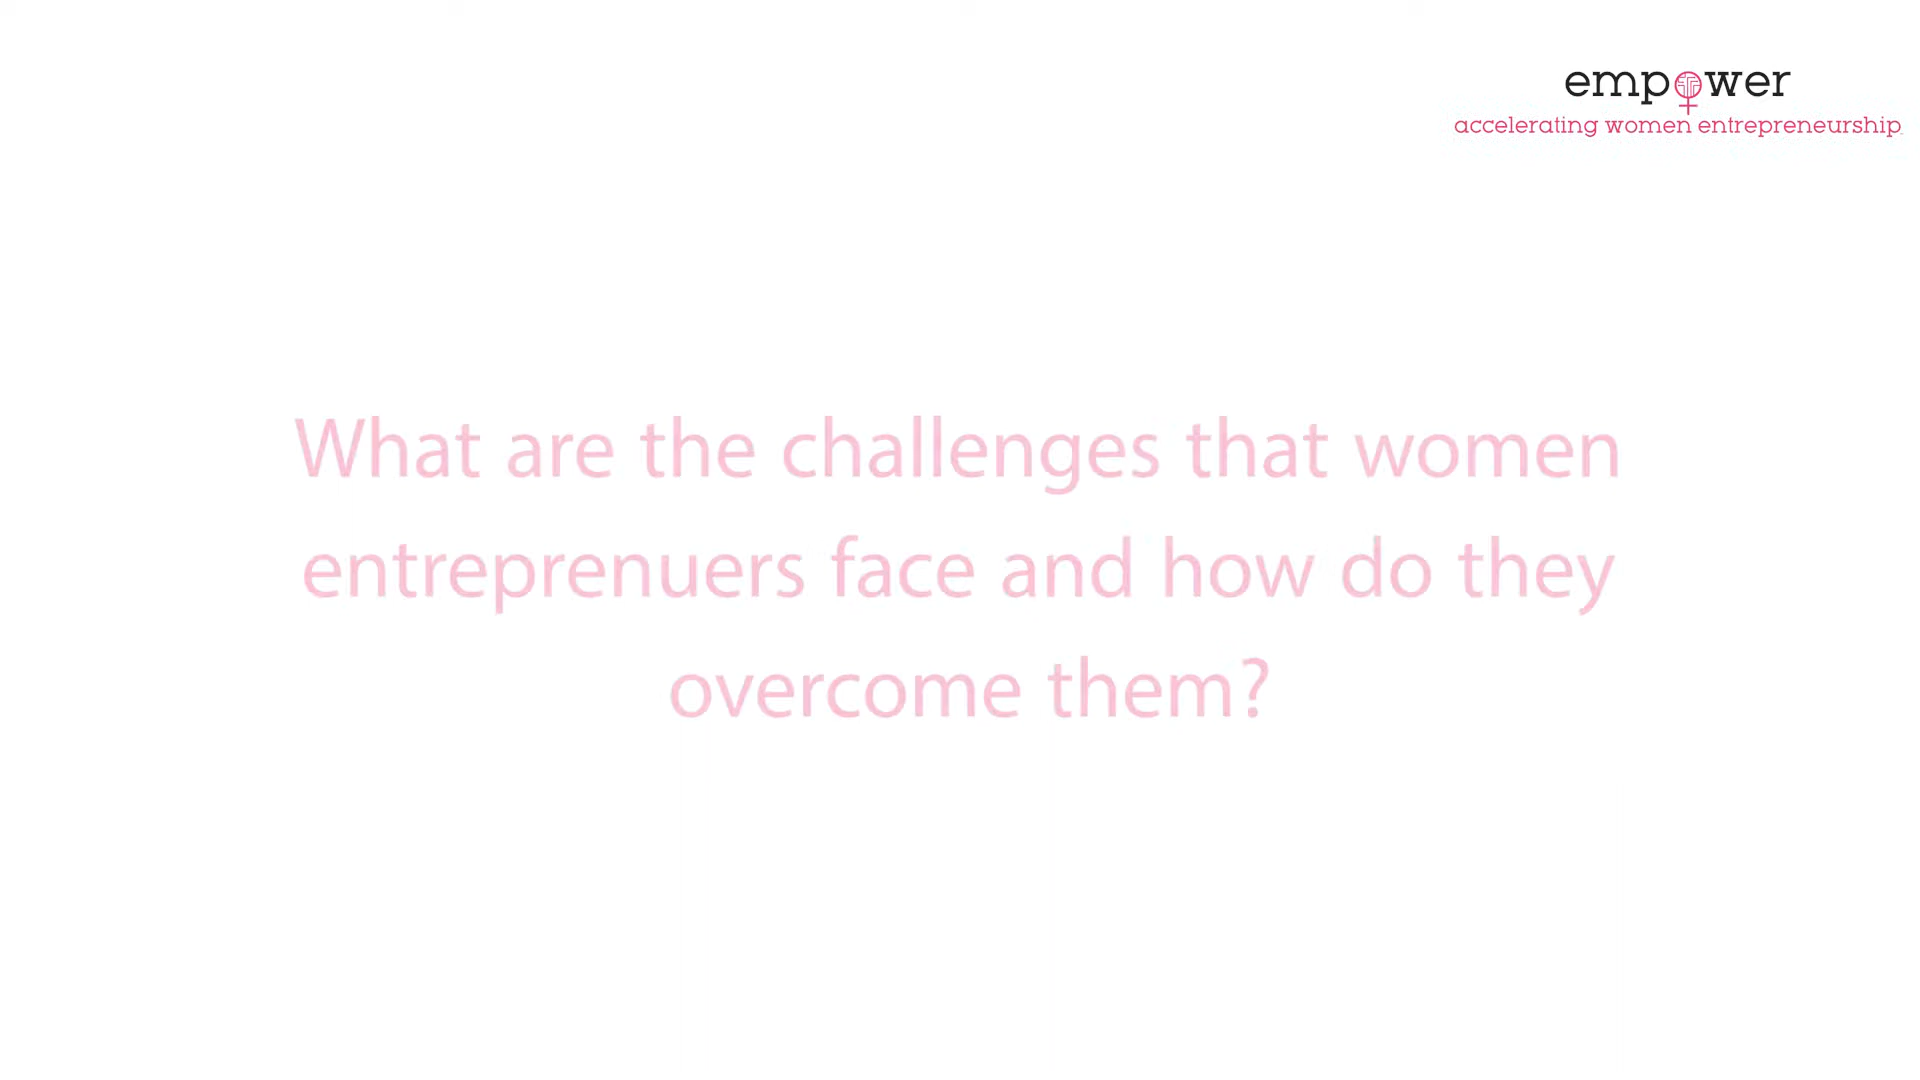 empower
accelerating women entrepreneurship
What are the challenges that women
entreprenuers face and how do they
overcome them?